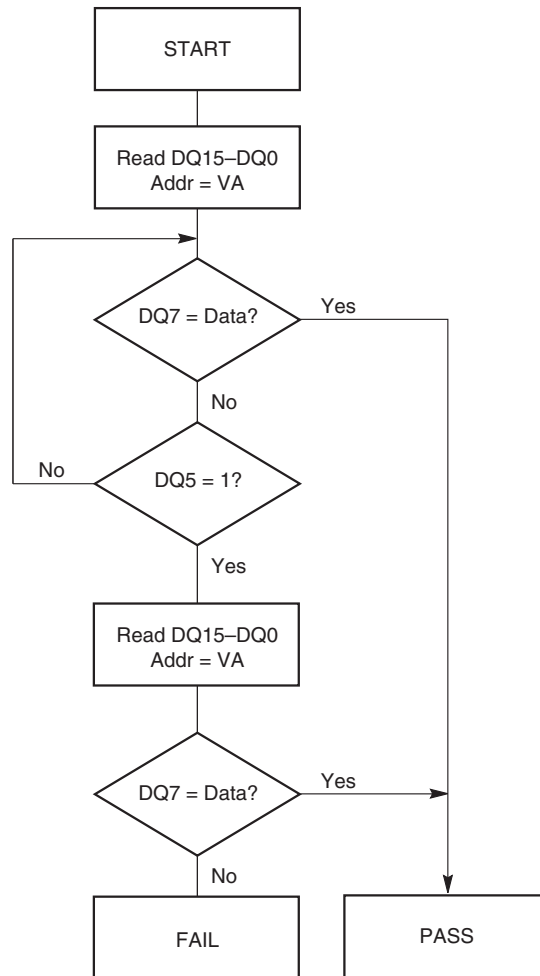 START
Read DQ15–DQ0
Addr = VA
DQ7 = Data?
Yes
No
No
DQ5 = 1?
Yes
Read DQ15–DQ0
Addr = VA
DQ7 = Data?
Yes
No
FAIL
PASS